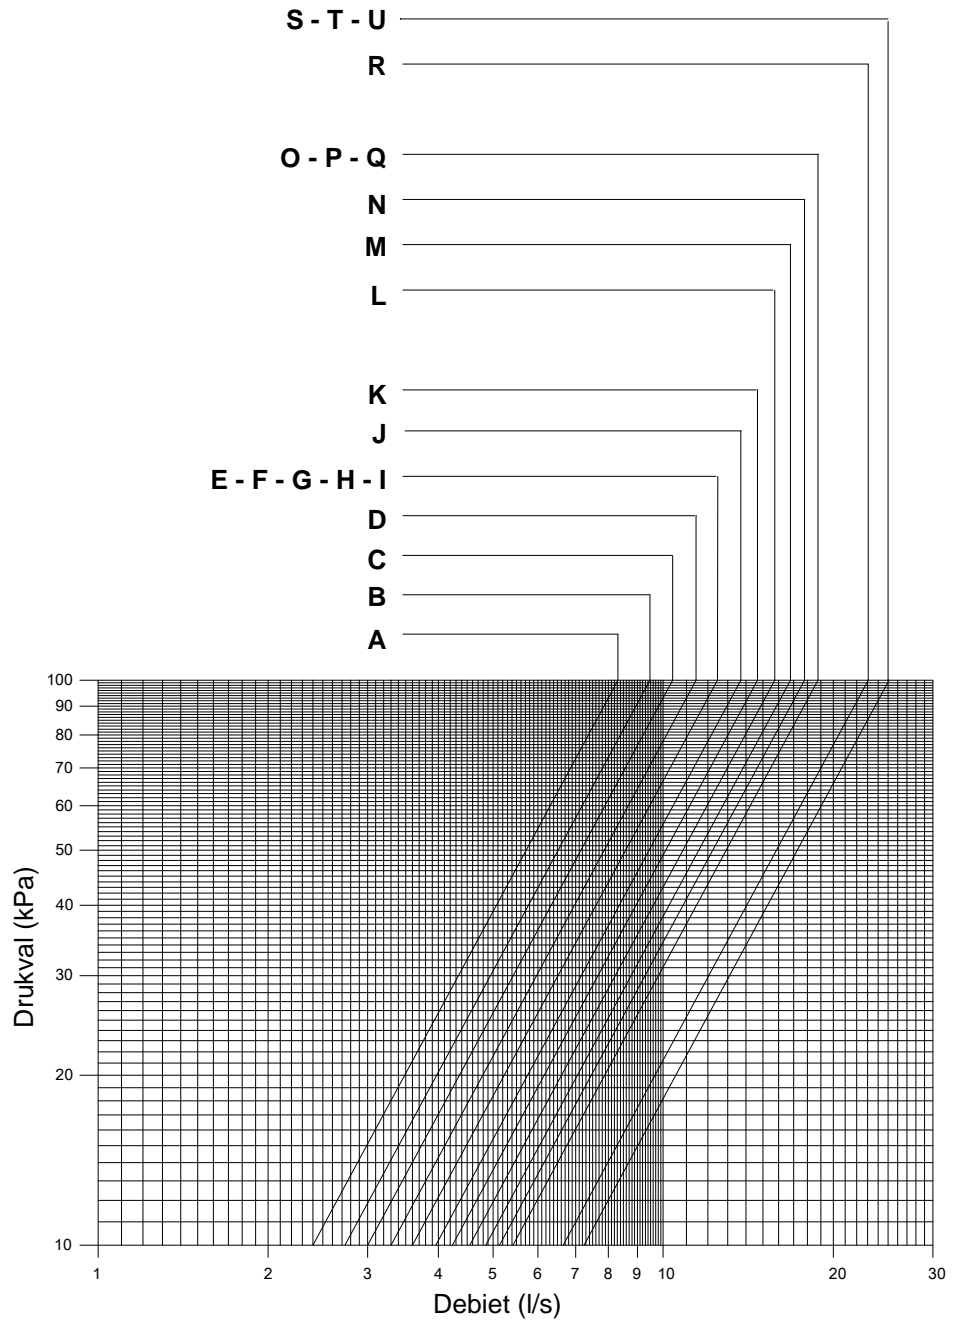 S - T - U
R
O - P - Q
N
M
L
K
J
E - F - G - H - I
D
C
B
A
100
90
80
70
60
50
40
30
20
10
Drukval (kPa)
1 2 3 4 5 6 7 8 9 10 20 30
Debiet (l/s)